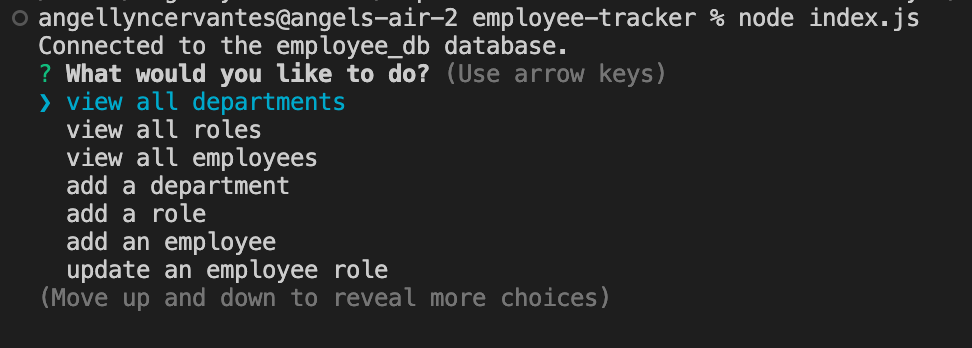 angellyncervantes@angels-air-2 employee-tracker % node index.js
Connected to the employee_db database.
? What would you like to do? (Use arrow keys)
❯ view all departments
view all roles
view all employees
add a department
add a role
add an employee
update an employee role
(Move up and down to reveal more choices)